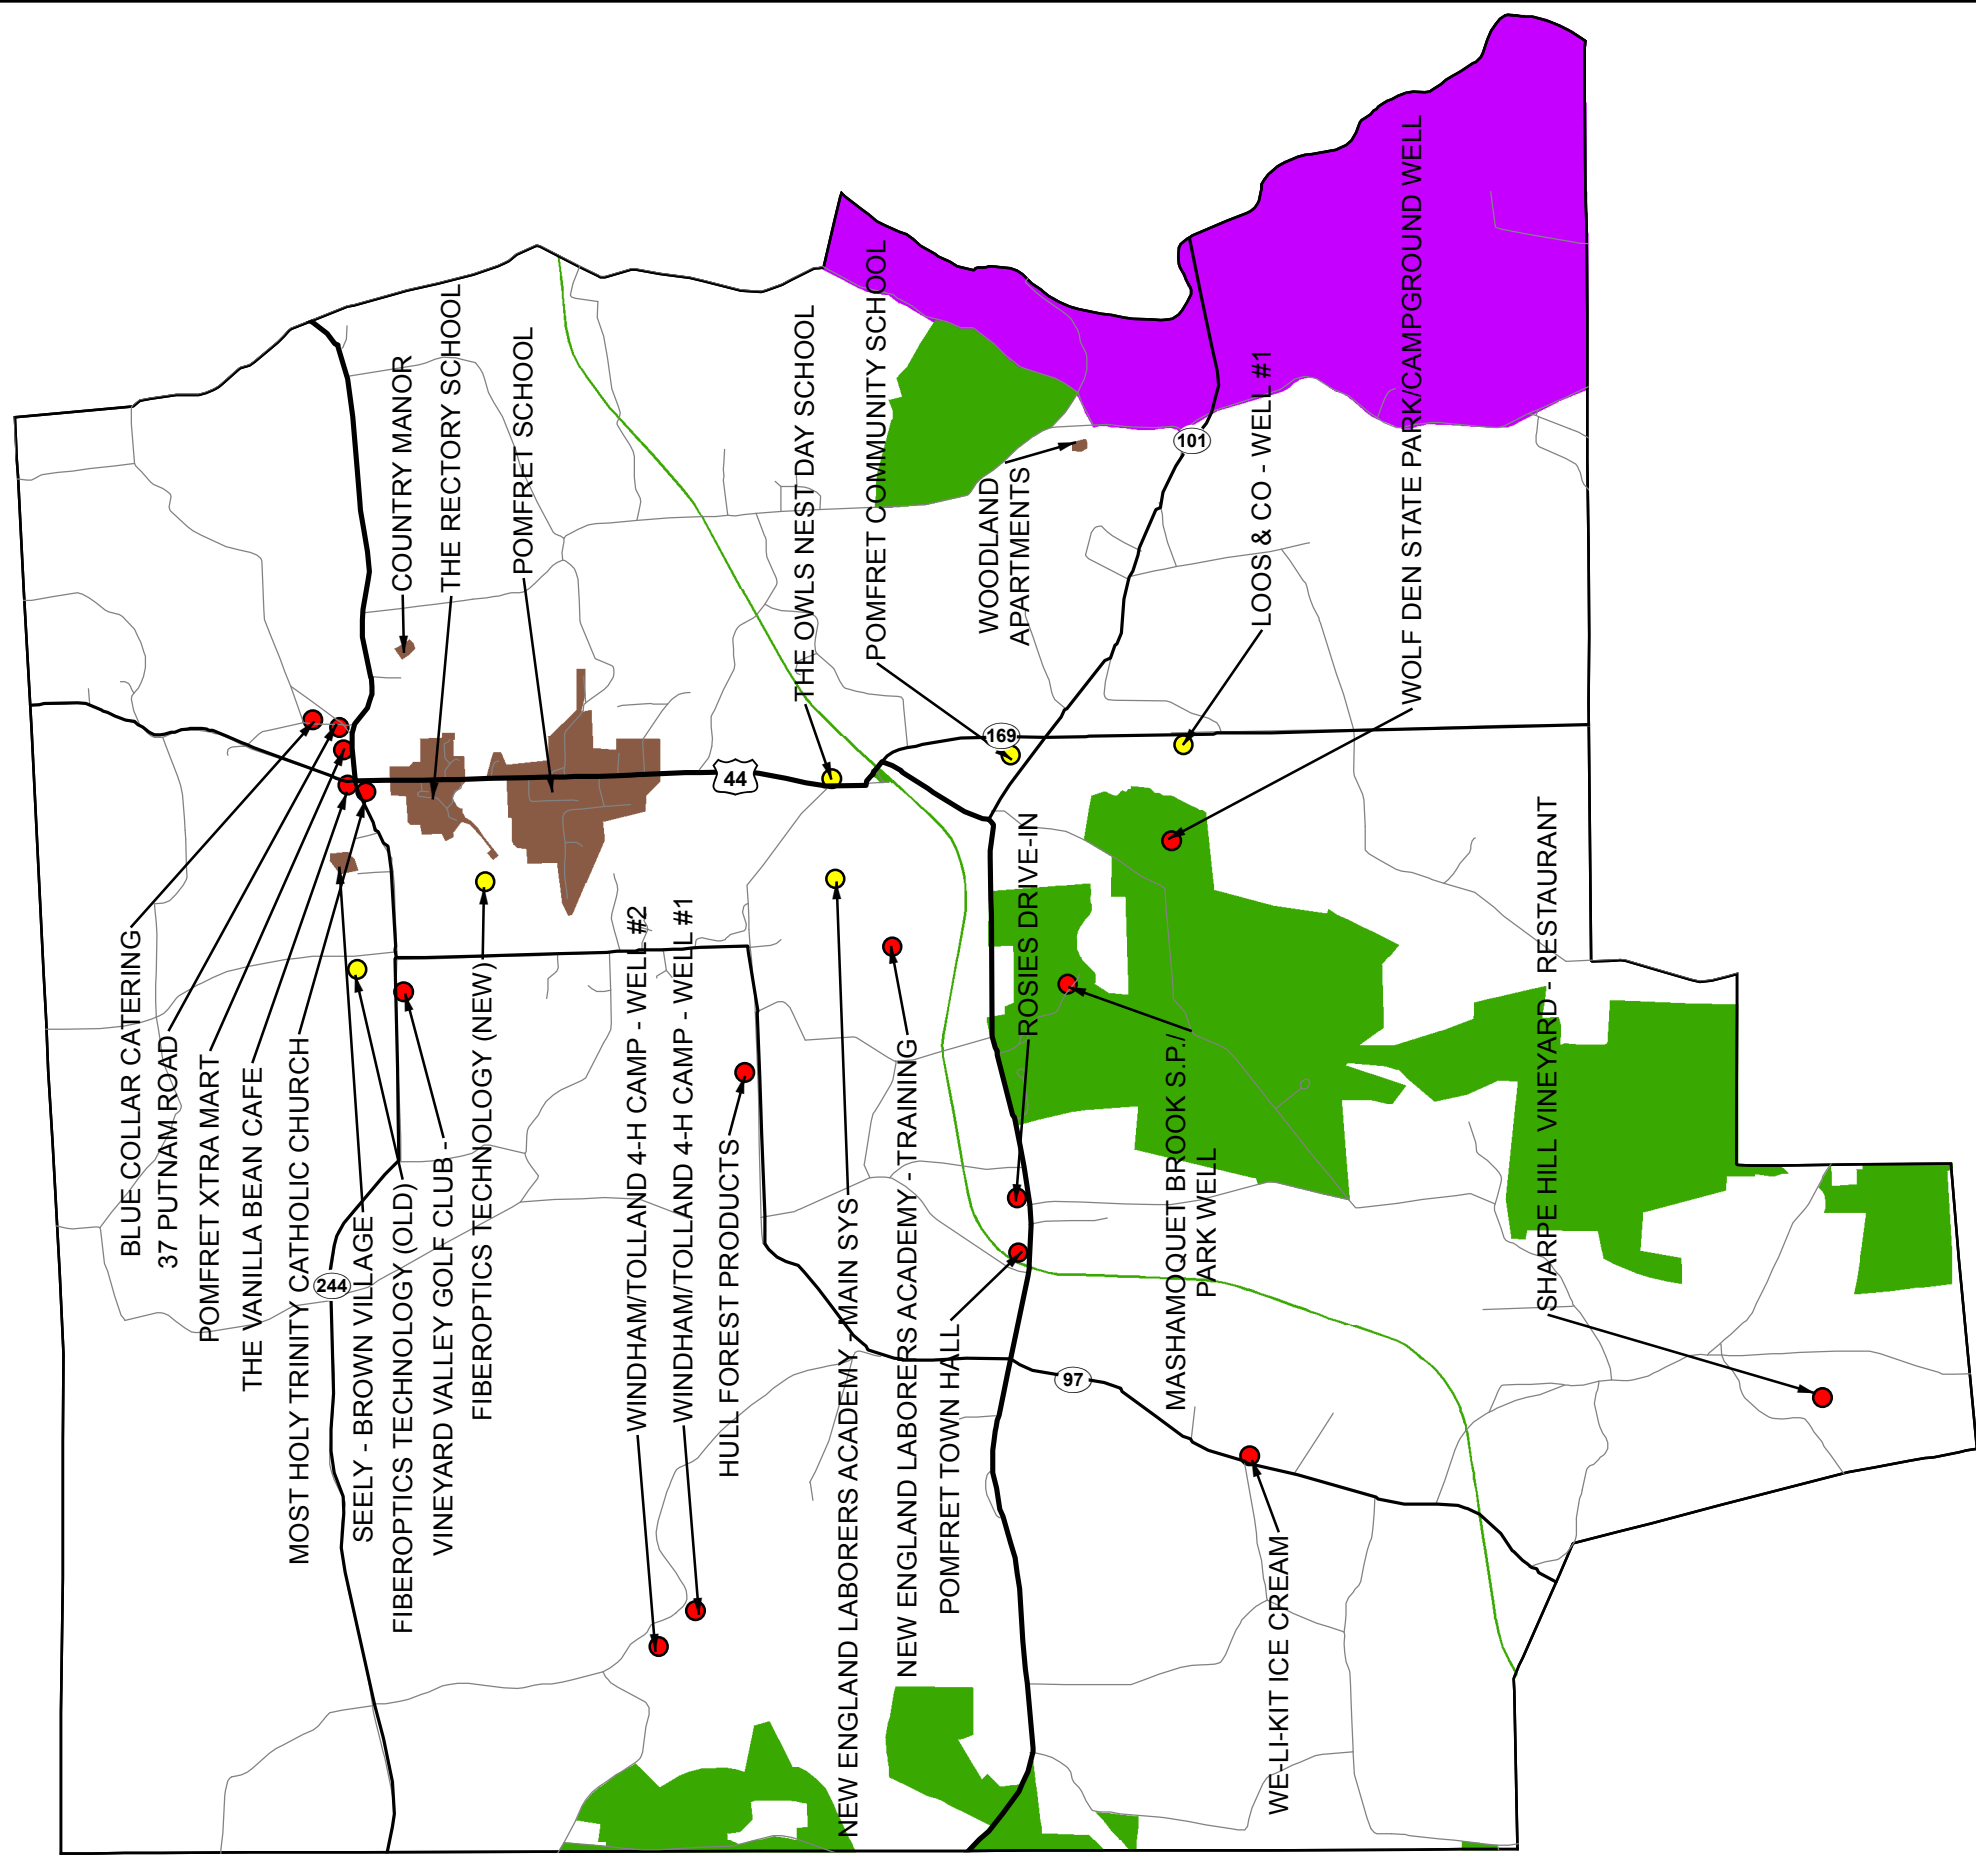 COUNTRY MANOR
THE RECTORY SCHOOL
POMFRET SCHOOL
THE OWLS NEST DAY SCHOOL
POMFRET COMMUNITY SCHOOL
WOODLAND
APARTMENTS
101
LOOS & CO - WELL #1
WOLF DEN STATE PARK/CAMPGROUND WELL
169
44
BLUE COLLAR CATERING
37 PUTNAM ROAD
POMFRET XTRA MART
THE VANILLA BEAN CAFE
MOST HOLY TRINITY CATHOLIC CHURCH
244
SEELY - BROWN VILLAGE
FIBEROPTICS TECHNOLOGY (OLD)
VINEYARD VALLEY GOLF CLUB -
FIBEROPTICS TECHNOLOGY (NEW)
WINDHAM/TOLLAND 4-H CAMP - WELL #2
WINDHAM/TOLLAND 4-H CAMP - WELL #1
HULL FOREST PRODUCTS
NEW ENGLAND LABORERS ACADEMY - MAIN SYS
NEW ENGLAND LABORERS ACADEMY - TRAINING
POMFRET TOWN HALL
ROSIES DRIVE-IN
97
MASHAMOQUET BROOK S.P./
PARK WELL
WE-LI-KIT ICE CREAM
SHARPE HILL VINEYARD - RESTAURANT